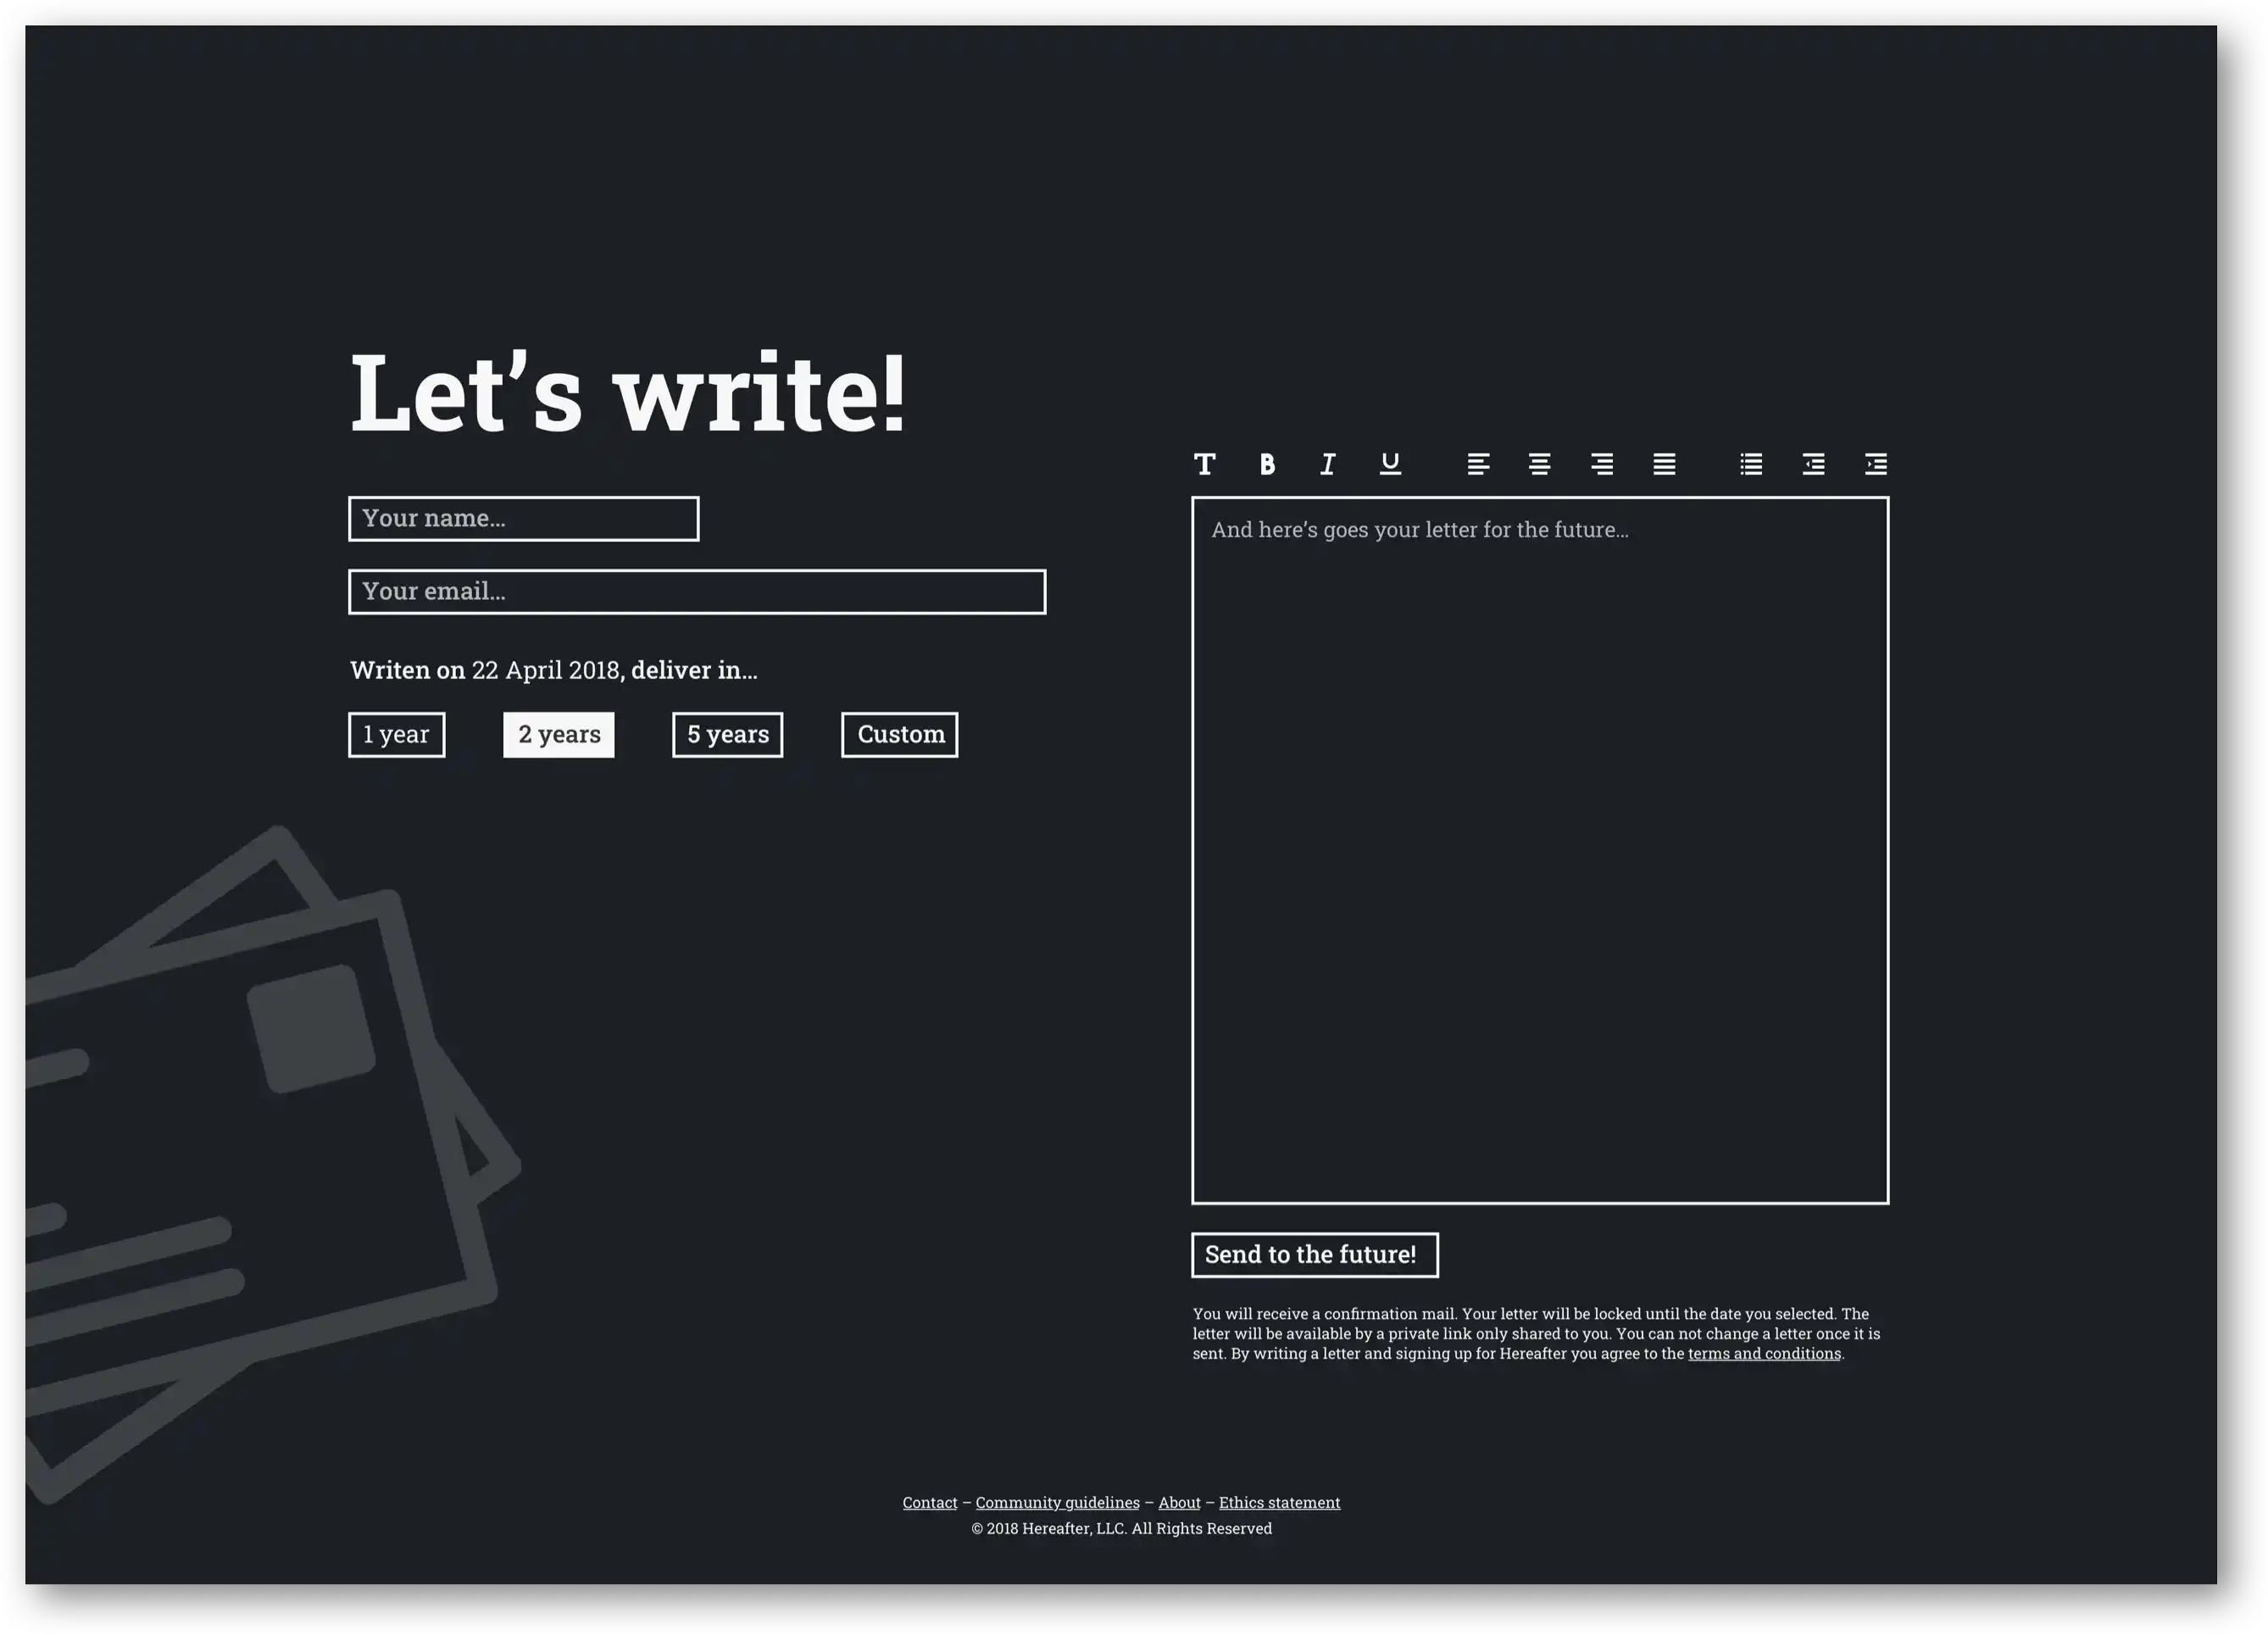 Let’s write!
Your name...
Your email...
Writen on 22 April 2018, deliver in...
1 year
2 years
5 years
Custom
T B I U
And here’s goes your letter for the future...
Send to the future!
You will receive a confirmation mail. Your letter will be locked until the date you selected. The
letter will be available by a private link only shared to you. You can not change a letter once it is
sent. By writing a letter and signing up for Hereafter you agree to the terms and conditions.
Contact – Community guidelines – About – Ethics statement
© 2018 Hereafter, LLC. All Rights Reserved